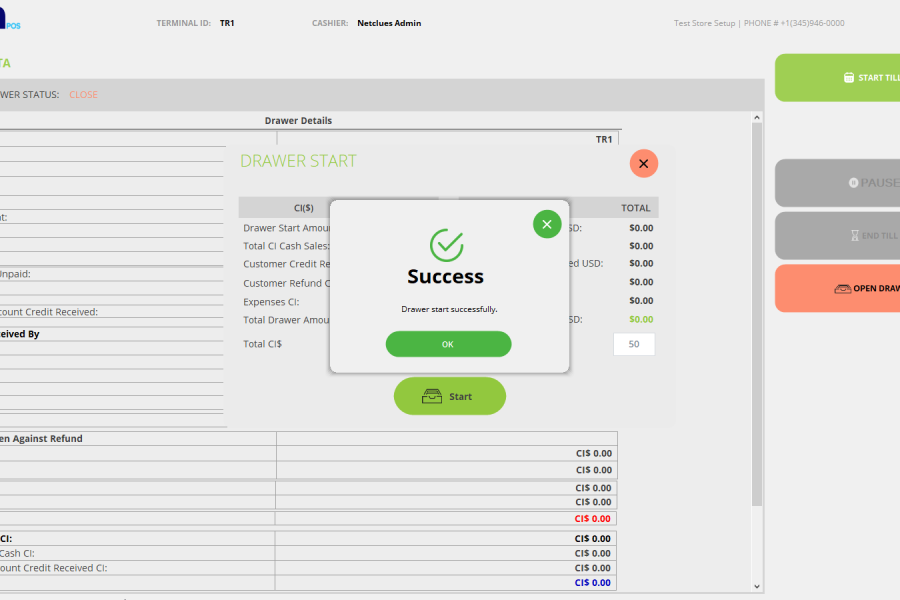 POS
TERMINAL ID: TR1
CASHIER: Netclues Admin
Test Store Setup | PHONE # +1(345)946-0000
TA
WER STATUS: CLOSE
START TILL
Drawer Details
TR1
DRAWER START
PAUSE
CI($)
TOTAL
t:
Drawer Start Amou
SD:
$0.00
Total CI Cash Sales:
$0.00
END TILL
Customer Credit Re
ed USD:
$0.00
Unpaid:
Customer Refund C
$0.00
Success
OPEN DRAW
Expenses CI:
$0.00
ount Credit Received:
Drawer start successfully.
Total Drawer Amou
SD:
$0.00
eived By
Total CI$
OK
50
Start
en Against Refund
CI$ 0.00
CI$ 0.00
CI$ 0.00
CI$ 0.00
CI$ 0.00
CI:
CI$ 0.00
Cash CI:
CI$ 0.00
ount Credit Received CI:
CI$ 0.00
CI$ 0.00